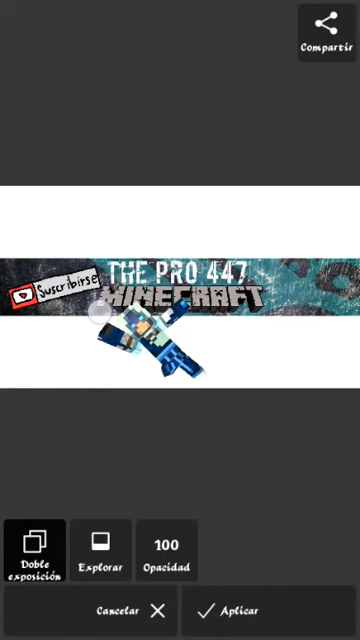 Compartir
THE PRO 447
Suscribirse
MINECRAFT
Doble exposición
Explorar
100
Opacidad
Cancelar
Aplicar